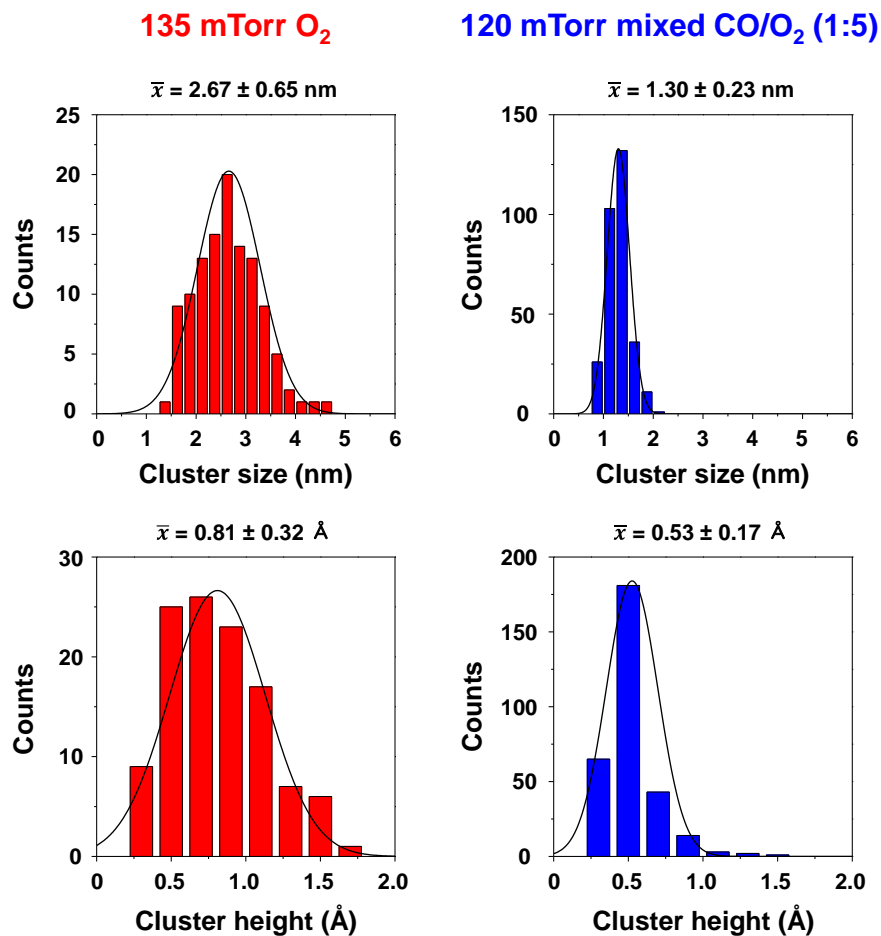 135 mTorr O₂
120 mTorr mixed CO/O₂ (1:5)
x̅ = 2.67 ± 0.65 nm
25
20
15
10
5
0
Counts
0 1 2 3 4 5 6
Cluster size (nm)
x̅ = 1.30 ± 0.23 nm
150
100
50
0
Counts
0 1 2 3 4 5 6
Cluster size (nm)
x̅ = 0.81 ± 0.32 Å
30
20
10
0
Counts
0 0.5 1.0 1.5 2.0
Cluster height (Å)
x̅ = 0.53 ± 0.17 Å
200
150
100
50
0
Counts
0 0.5 1.0 1.5 2.0
Cluster height (Å)